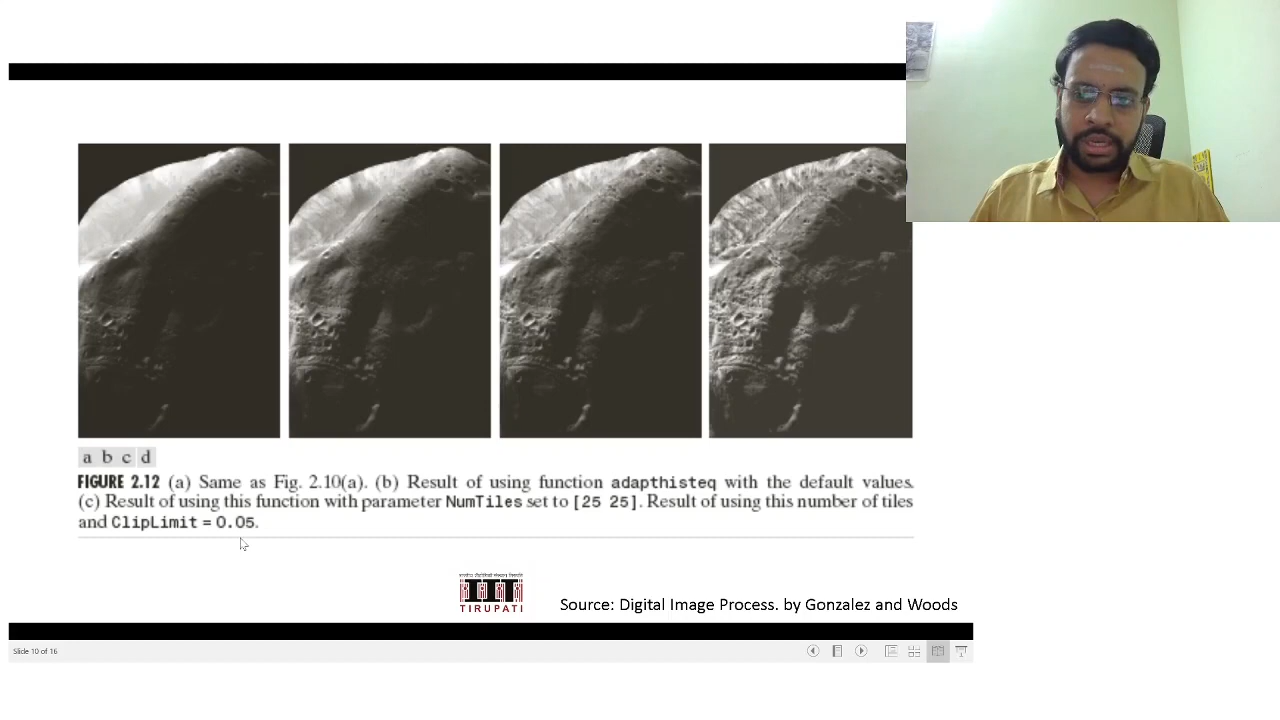 a b c d
FIGURE 2.12 (a) Same as Fig. 2.10(a). (b) Result of using function adapthisteq with the default values.
(c) Result of using this function with parameter NumTiles set to [25 25]. Result of using this number of tiles
and ClipLimit = 0.05.
TIRUPATI
Source: Digital Image Process. by Gonzalez and Woods
Slide 10 of 16